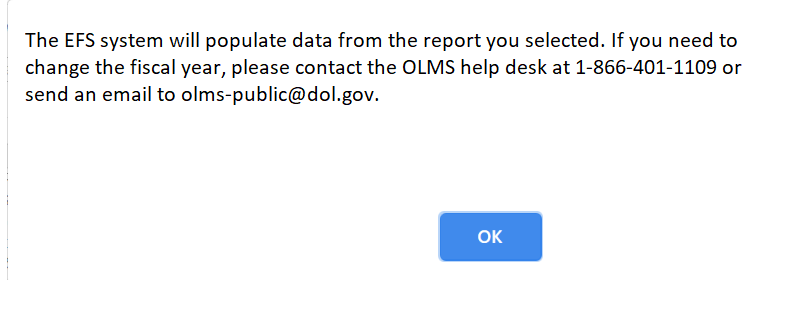 The EFS system will populate data from the report you selected. If you need to
change the fiscal year, please contact the OLMS help desk at 1-866-401-1109 or
send an email to olms-public@dol.gov.
OK